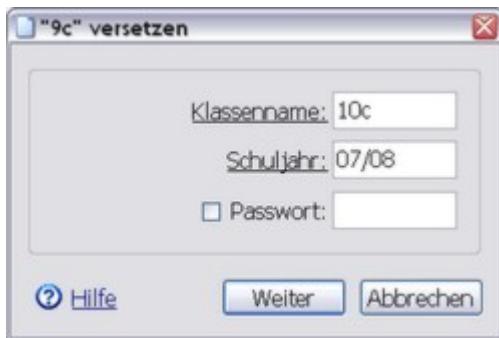 "9c" versetzen
Klassenname: 10c
Schuljahr: 07/08
Passwort:
Hilfe Weiter Abbrechen